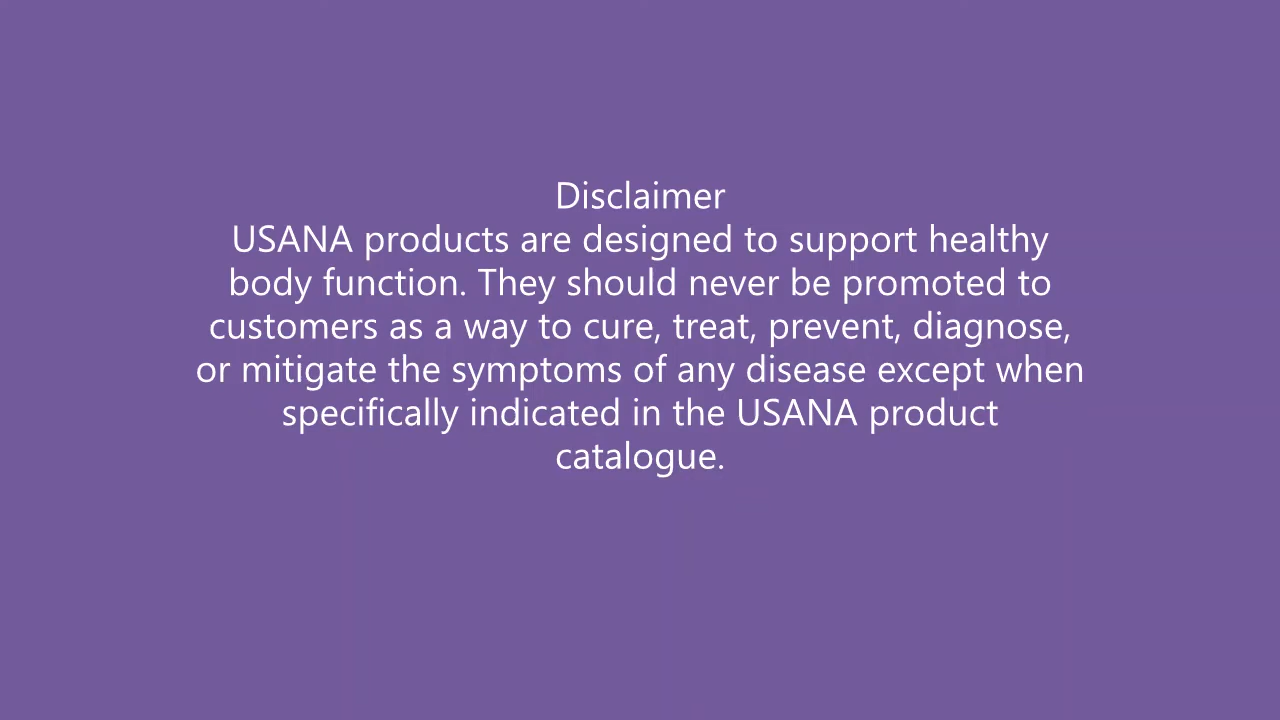 Disclaimer
USANA products are designed to support healthy
body function. They should never be promoted to
customers as a way to cure, treat, prevent, diagnose,
or mitigate the symptoms of any disease except when
specifically indicated in the USANA product
catalogue.